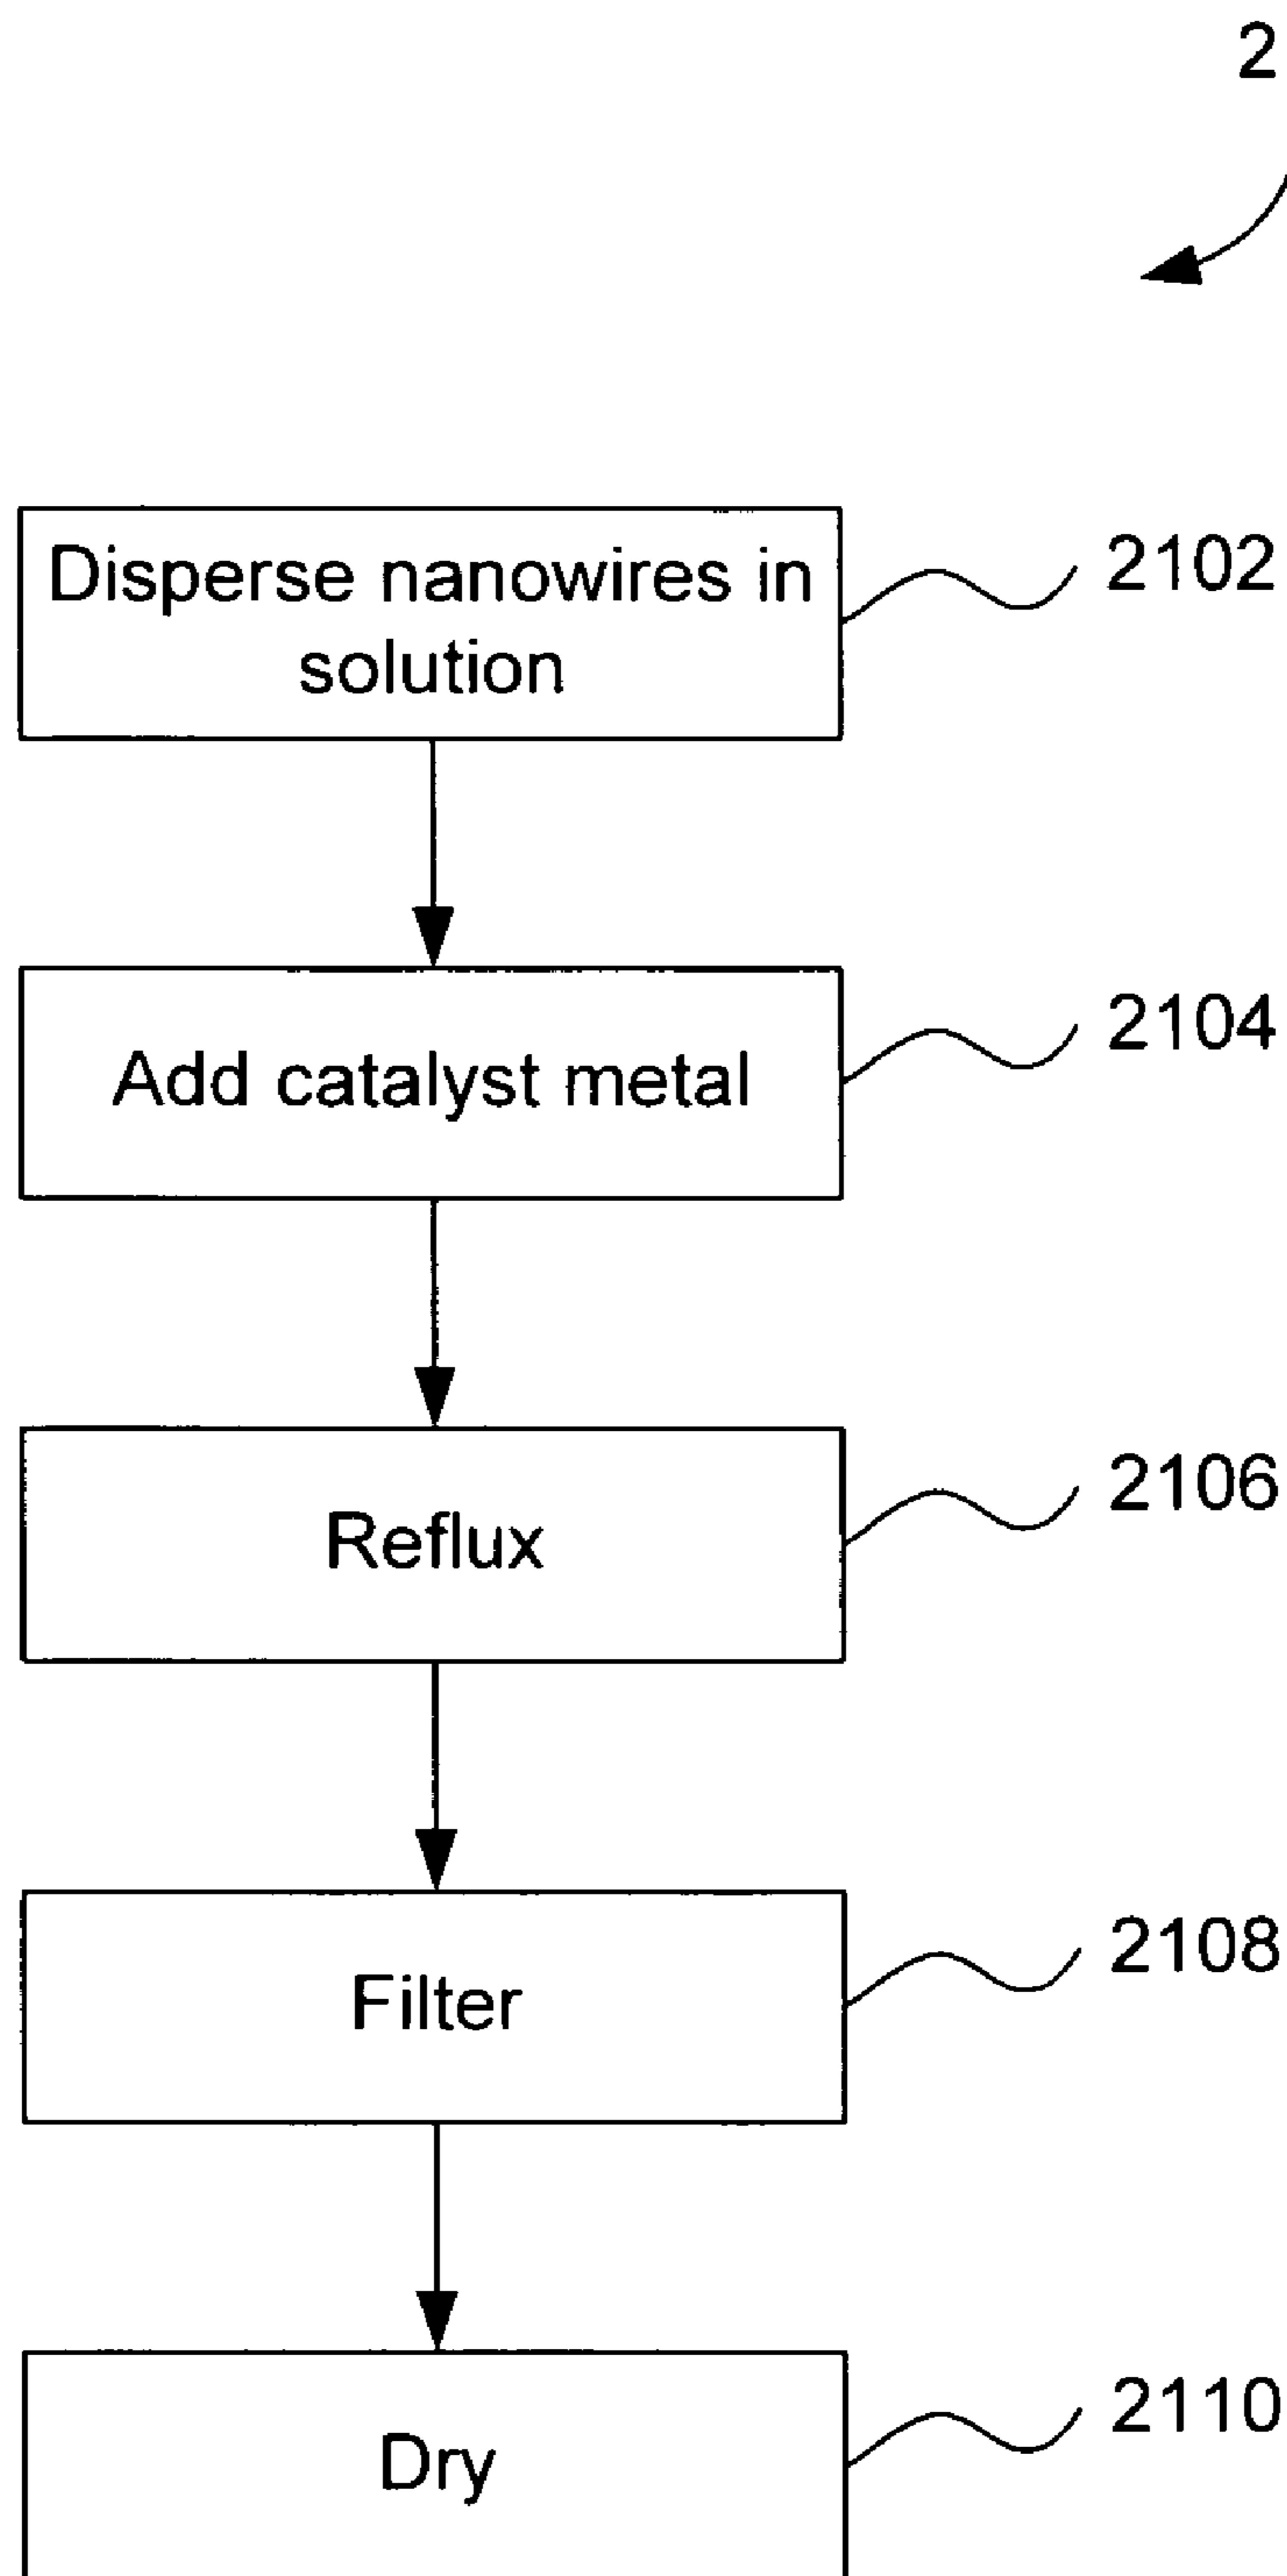 2
Disperse nanowires in
solution
2102
Add catalyst metal
2104
Reflux
2106
Filter
2108
Dry
2110